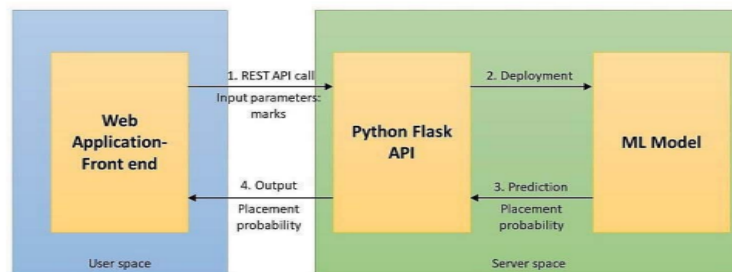 1. REST API call
Input parameters:
marks
2. Deployment
Web
Application-
Front end
Python Flask
API
ML Model
4. Output
Placement
probability
3. Prediction
Placement
probability
User space
Server space